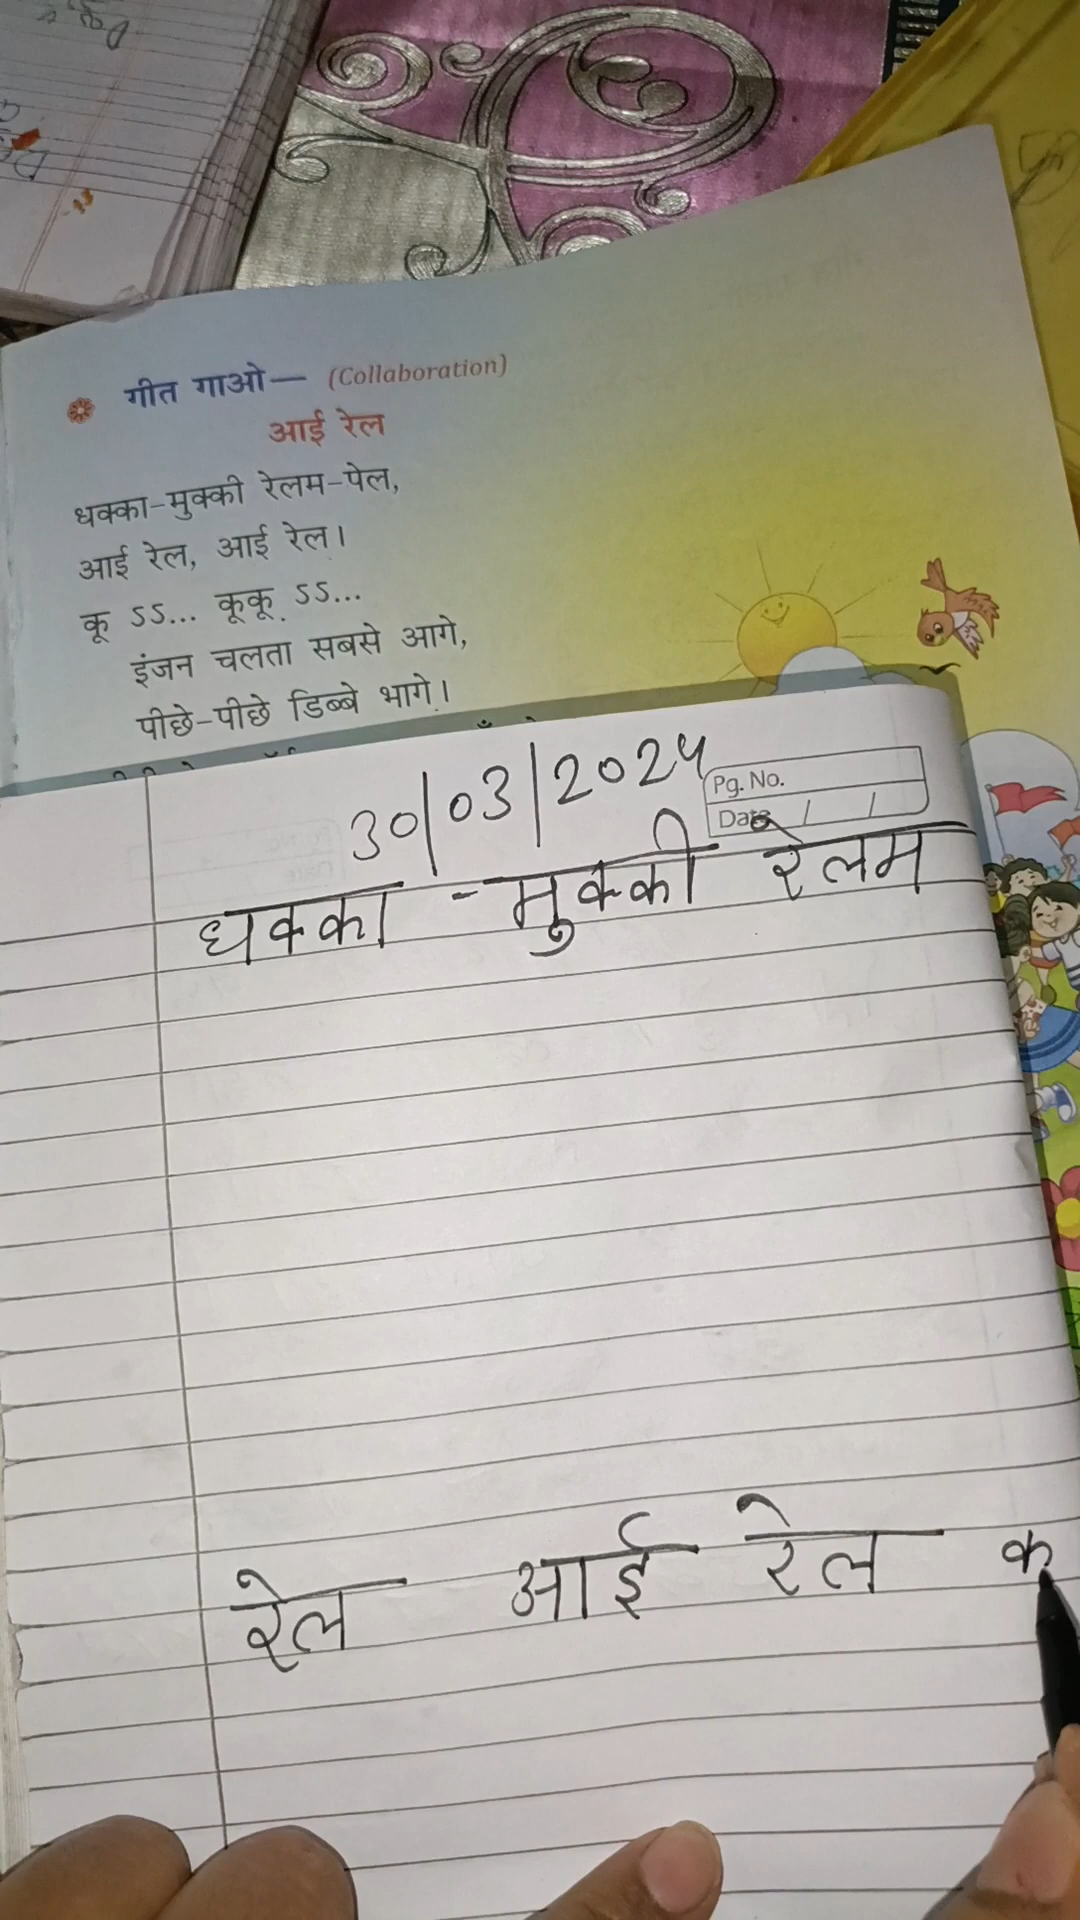 गीत गाओ— (Collaboration)
आई रेल
धक्का-मुक्की रेलम-पेल,
आई रेल, आई रेल।
कू ऽऽ... कूकू ऽऽ...
इंजन चलता सबसे आगे,
पीछे-पीछे डिब्बे भागे।
30/03/2024
Pg. No.
Date / /
धक्का - मुक्की रेलम
रेल आई रेल क